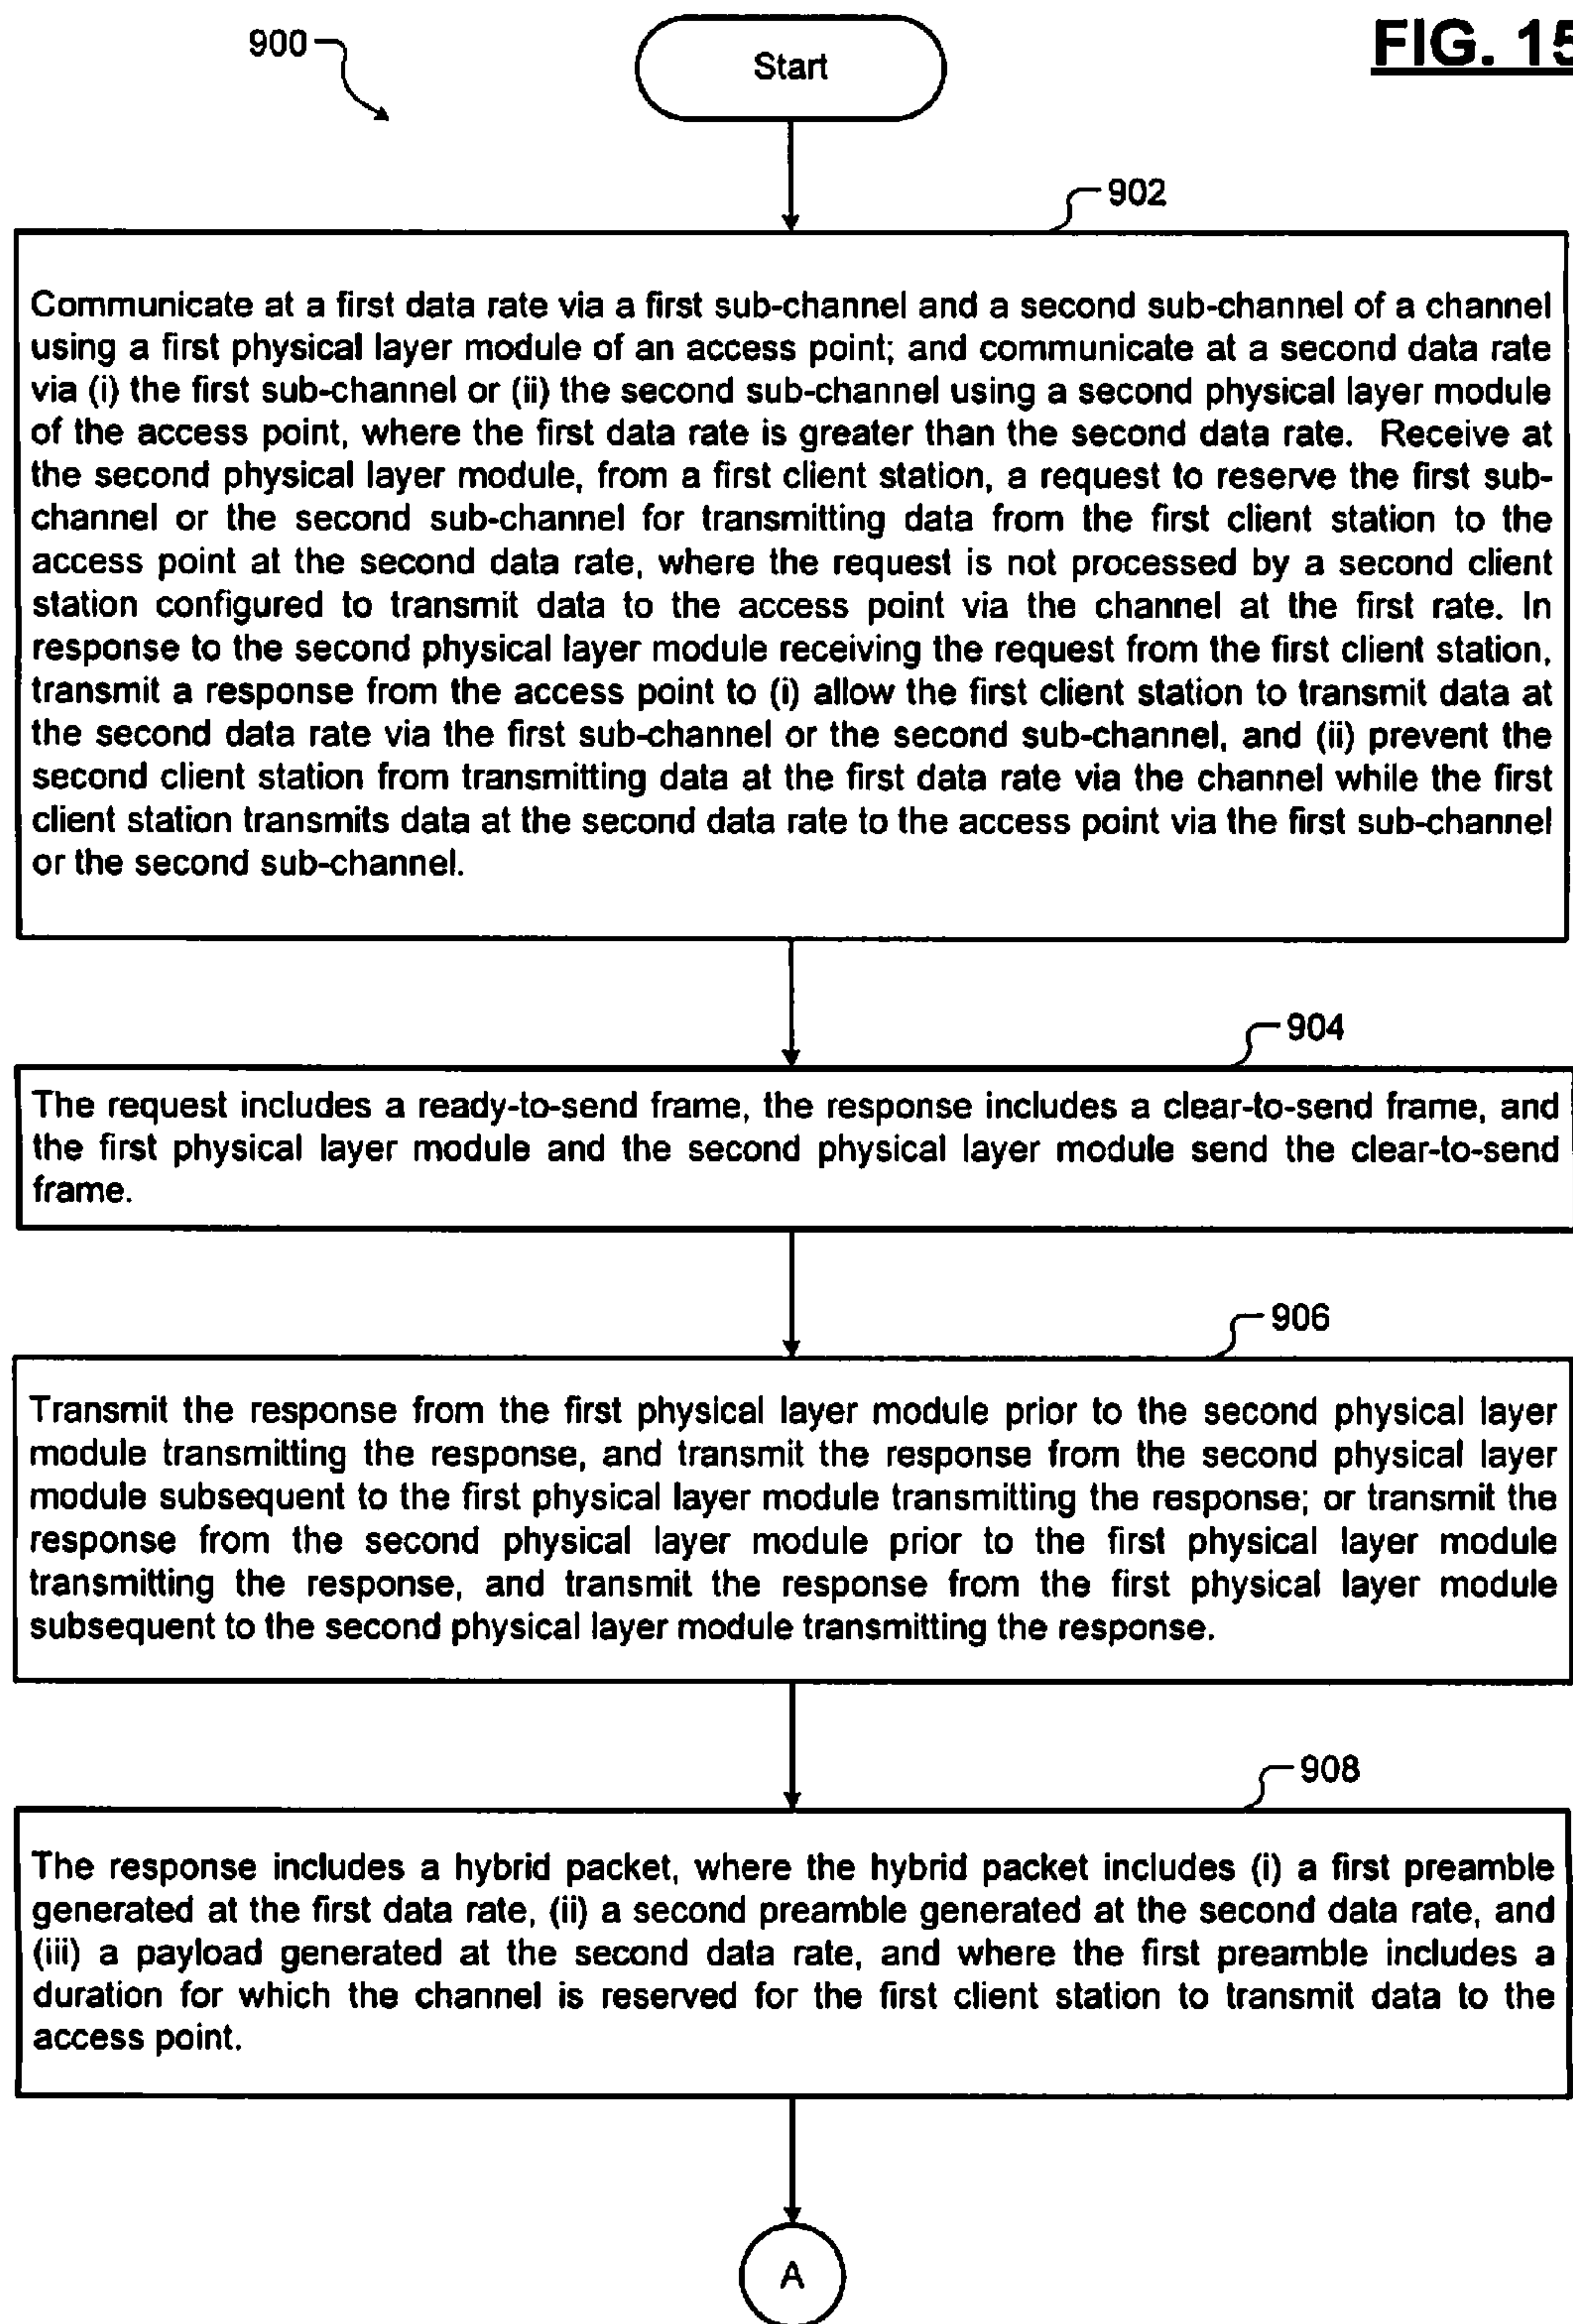 900
Start
FIG. 15
902
Communicate at a first data rate via a first sub-channel and a second sub-channel of a channel
using a first physical layer module of an access point; and communicate at a second data rate
via (i) the first sub-channel or (ii) the second sub-channel using a second physical layer module
of the access point, where the first data rate is greater than the second data rate. Receive at
the second physical layer module, from a first client station, a request to reserve the first sub-
channel or the second sub-channel for transmitting data from the first client station to the
access point at the second data rate, where the request is not processed by a second client
station configured to transmit data to the access point via the channel at the first rate. In
response to the second physical layer module receiving the request from the first client station,
transmit a response from the access point to (i) allow the first client station to transmit data at
the second data rate via the first sub-channel or the second sub-channel, and (ii) prevent the
second client station from transmitting data at the first data rate via the channel while the first
client station transmits data at the second data rate to the access point via the first sub-channel
or the second sub-channel.
904
The request includes a ready-to-send frame, the response includes a clear-to-send frame, and
the first physical layer module and the second physical layer module send the clear-to-send
frame.
906
Transmit the response from the first physical layer module prior to the second physical layer
module transmitting the response, and transmit the response from the second physical layer
module subsequent to the first physical layer module transmitting the response; or transmit the
response from the second physical layer module prior to the first physical layer module
transmitting the response, and transmit the response from the first physical layer module
subsequent to the second physical layer module transmitting the response.
908
The response includes a hybrid packet, where the hybrid packet includes (i) a first preamble
generated at the first data rate, (ii) a second preamble generated at the second data rate, and
(iii) a payload generated at the second data rate, and where the first preamble includes a
duration for which the channel is reserved for the first client station to transmit data to the
access point.
A